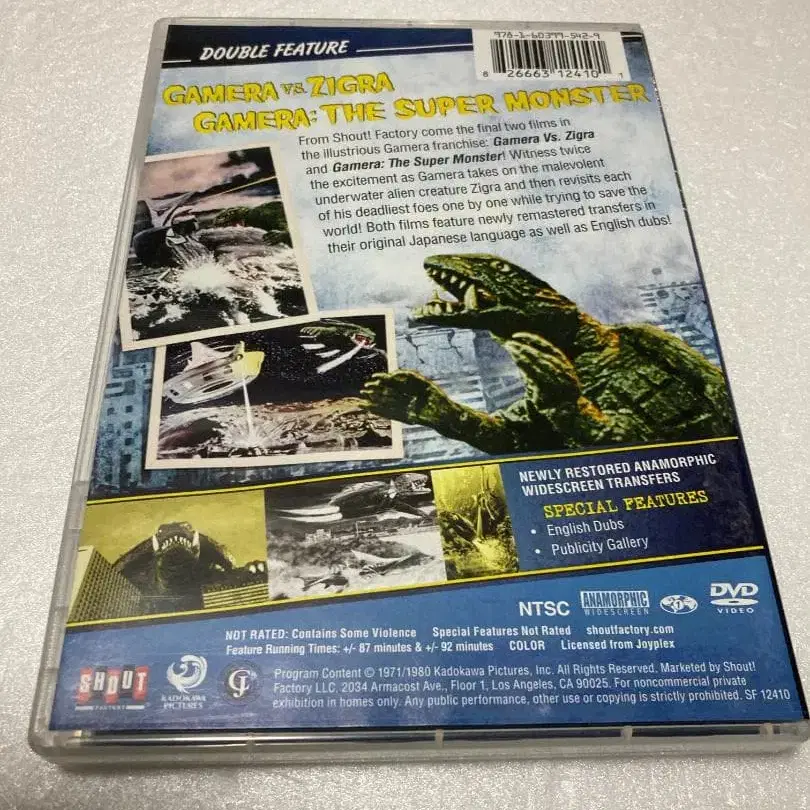 DOUBLE FEATURE
978-1-60399-542-9
8 26663 12410 1
GAMERA VS. ZIGRA
GAMERA: THE SUPER MONSTER
From Shout! Factory come the final two films in
the illustrious Gamera franchise: Gamera Vs. Zigra
and Gamera: The Super Monster! Witness twice
the excitement as Gamera takes on the malevolent
underwater alien creature Zigra and then revisits each
of his deadliest foes one by one while trying to save the
world! Both films feature newly remastered transfers in
their original Japanese language as well as English dubs!
NEWLY RESTORED ANAMORPHIC
WIDESCREEN TRANSFERS
SPECIAL FEATURES
• English Dubs
• Publicity Gallery
NTSC
ANAMORPHIC
WIDESCREEN
1
DVD
VIDEO
NOT RATED: Contains Some Violence Special Features Not Rated shoutfactory.com
Feature Running Times: +/- 87 minutes & +/- 92 minutes COLOR Licensed from Joyplex
SHOUT
FACTORY
KADOKAWA
PICTURES
Program Content © 1971/1980 Kadokawa Pictures, Inc. All Rights Reserved. Marketed by Shout!
Factory LLC. 2034 Armacost Ave., Floor 1, Los Angeles, CA 90025. For noncommercial private
exhibition in homes only. Any public performance, other use or copying is strictly prohibited. SF 12410